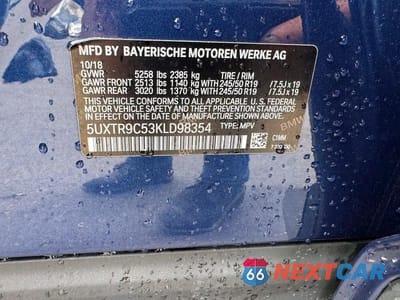 MFD BY BAYERISCHE MOTOREN WERKE AG
10/18
GVWR 5258 lbs 2385 kg TIRE / RIM
GAWR FRONT 2513 lbs 1140 kg WITH 245/50 R19 / 7.5J x 19
GAWR REAR 3020 lbs 1370 kg WITH 245/50 R19 / 7.5J x 19
THIS VEHICLE CONFORMS TO ALL APPLICABLE U.S. FEDERAL
MOTOR VEHICLE SAFETY AND THEFT PREVENTION STANDARDS
IN EFFECT ON THE DATE OF MANUFACTURE SHOWN ABOVE.
5UXTR9C53KLD98354 TYPE: MPV
C1MM
BMW
66 NEXTCAR